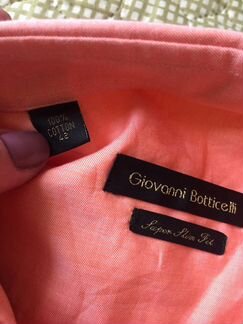 100%
COTTON
42
Giovanni Botticelli
Super Slim Fit